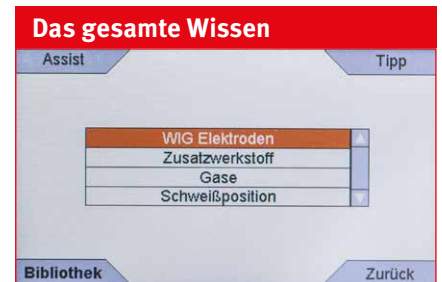 Das gesamte Wissen
Assist
Tipp
WIG Elektroden
Zusatzwerkstoff
Gase
Schweißposition
Bibliothek
Zurück